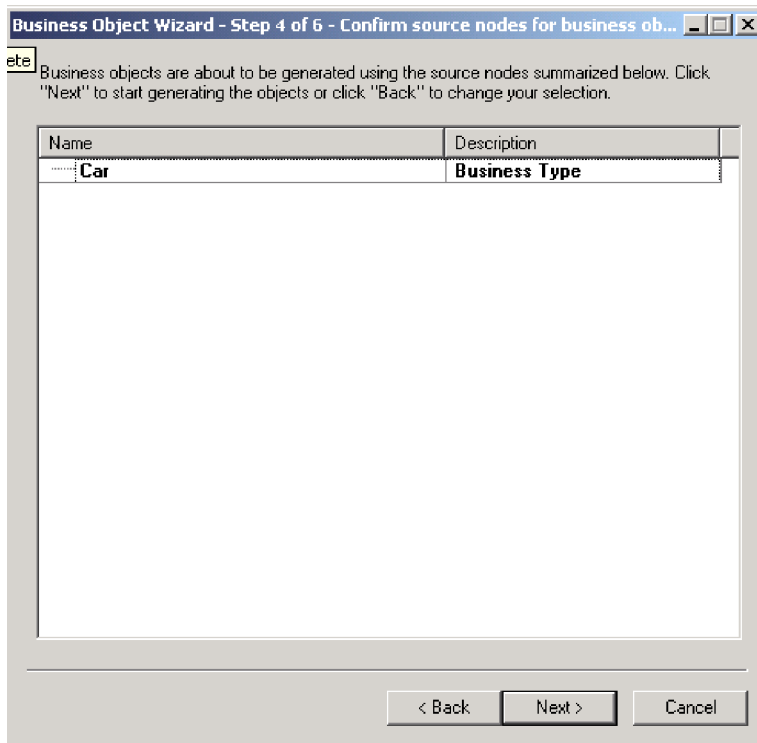 Business Object Wizard - Step 4 of 6 - Confirm source nodes for business ob...
ete
Business objects are about to be generated using the source nodes summarized below. Click
"Next" to start generating the objects or click "Back" to change your selection.
Name Description
Car Business Type
< Back Next > Cancel